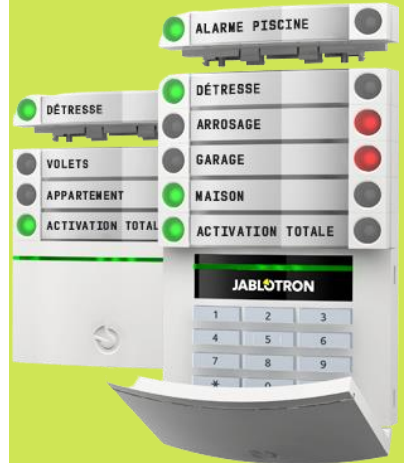 ALARME PISCINE
DÉTRESSE
ARROSAGE
GARAGE
MAISON
ACTIVATION TOTALE
JABLOTRON
1 2 3
4 5 6
7 8 9
* 0
DÉTRESSE
VOLETS
APPARTEMENT
ACTIVATION TOTAL